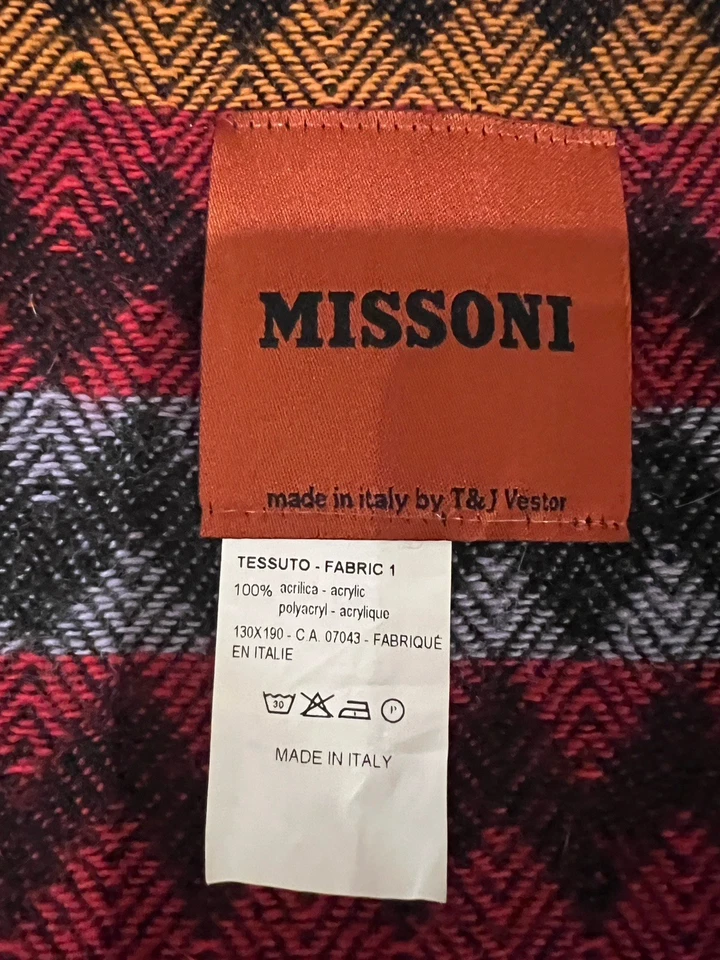 MISSONI
made in italy by T&J Vestor
TESSUTO - FABRIC 1
100% acrilica - acrylic
polyacryl - acrylique
130X190 - C.A. 07043 - FABRIQUÉ
EN ITALIE
30 P
MADE IN ITALY